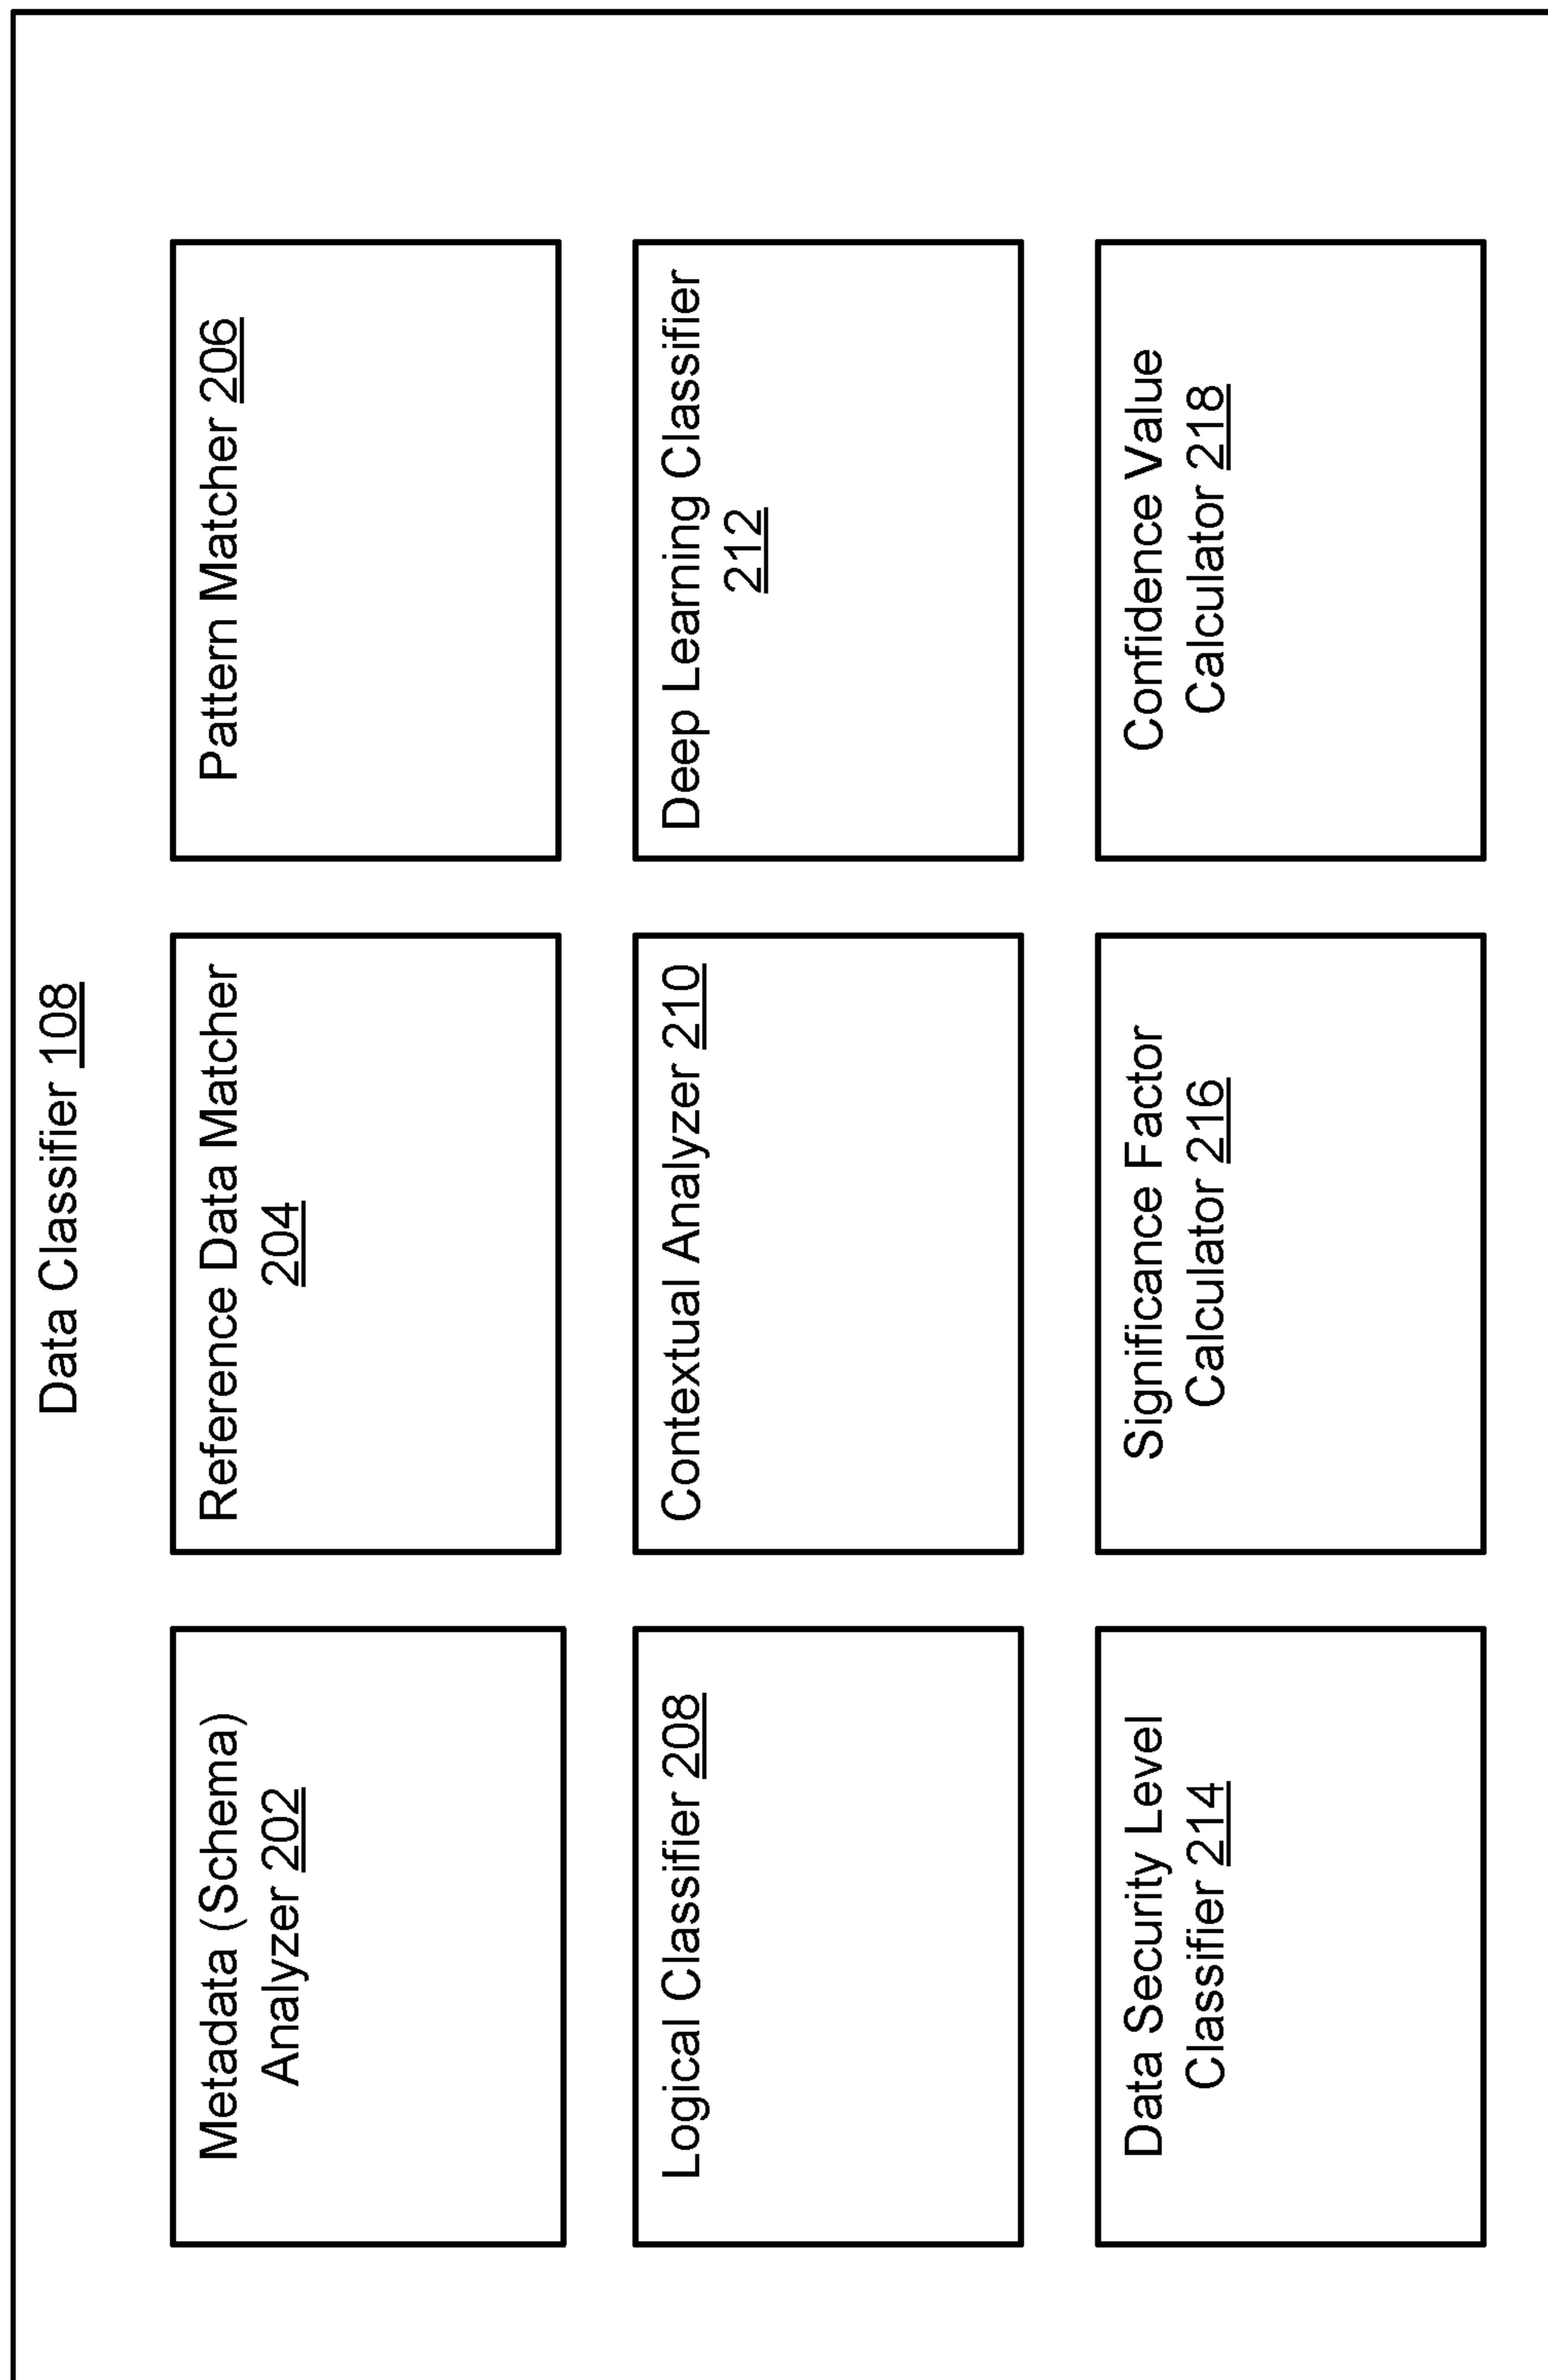 Data Classifier 108
Metadata (Schema)
Analyzer 202
Reference Data Matcher
204
Pattern Matcher 206
Logical Classifier 208
Contextual Analyzer 210
Deep Learning Classifier
212
Data Security Level
Classifier 214
Significance Factor
Calculator 216
Confidence Value
Calculator 218